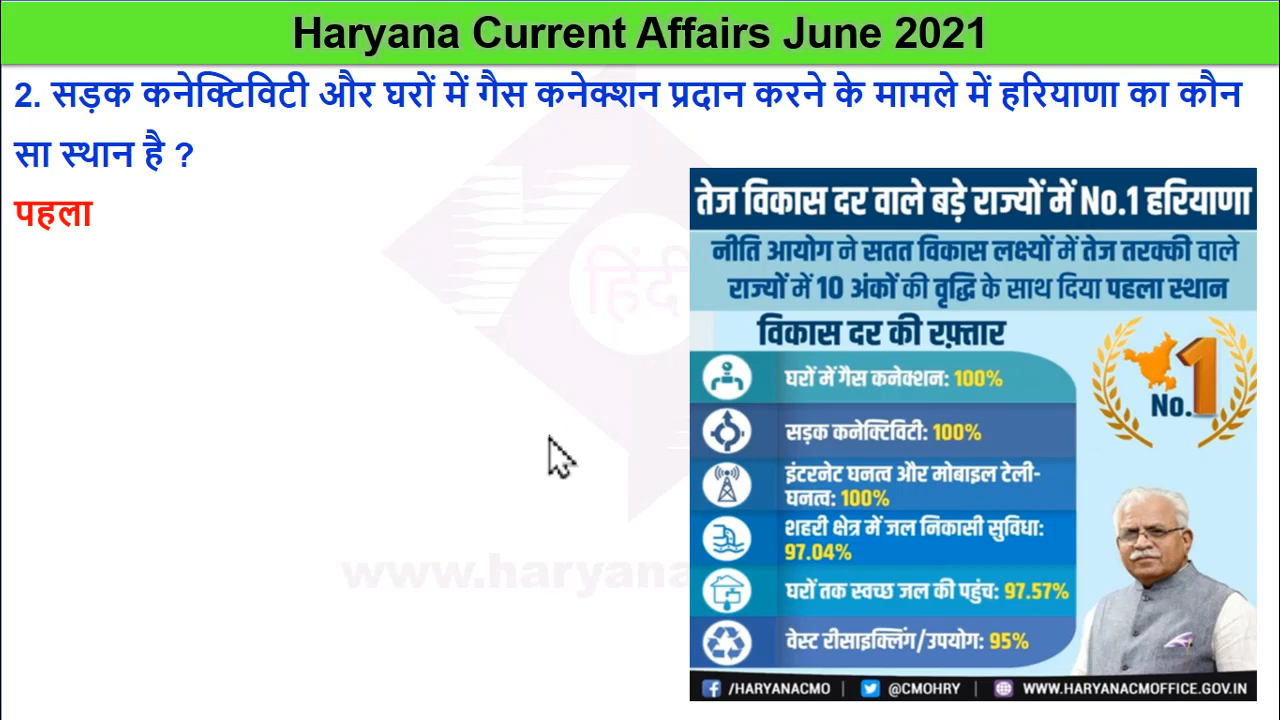 Haryana Current Affairs June 2021
2. सड़क कनेक्टिविटी और घरों में गैस कनेक्शन प्रदान करने के मामले में हरियाणा का कौन
सा स्थान है ?
पहला
तेज विकास दर वाले बड़े राज्यों में No.1 हरियाणा
नीति आयोग ने सतत विकास लक्ष्यों में तेज तरक्की वाले
राज्यों में 10 अंकों की वृद्धि के साथ दिया पहला स्थान
विकास दर की रफ़्तार
घरों में गैस कनेक्शन: 100%
सड़क कनेक्टिविटी: 100%
इंटरनेट घनत्व और मोबाइल टेली-
घनत्व: 100%
शहरी क्षेत्र में जल निकासी सुविधा:
97.04%
घरों तक स्वच्छ जल की पहुंच: 97.57%
वेस्ट रीसाइक्लिंग/उपयोग: 95%
No.1
/HARYANACMO | @CMOHRY | WWW.HARYANACMOFFICE.GOV.IN
हिंदी
www.haryana